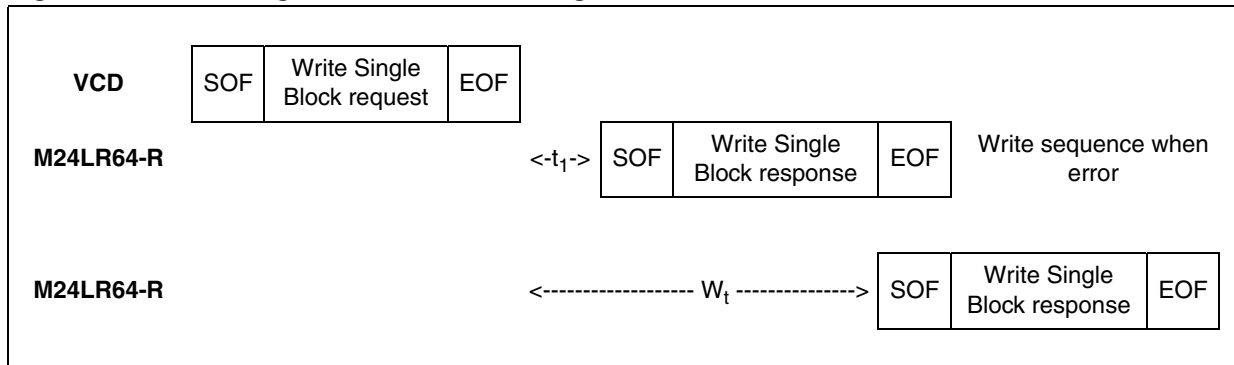 VCD SOF Write Single Block request EOF
M24LR64-R <-t1-> SOF Write Single Block response EOF Write sequence when error
M24LR64-R <------------------- Wt ---------------> SOF Write Single Block response EOF